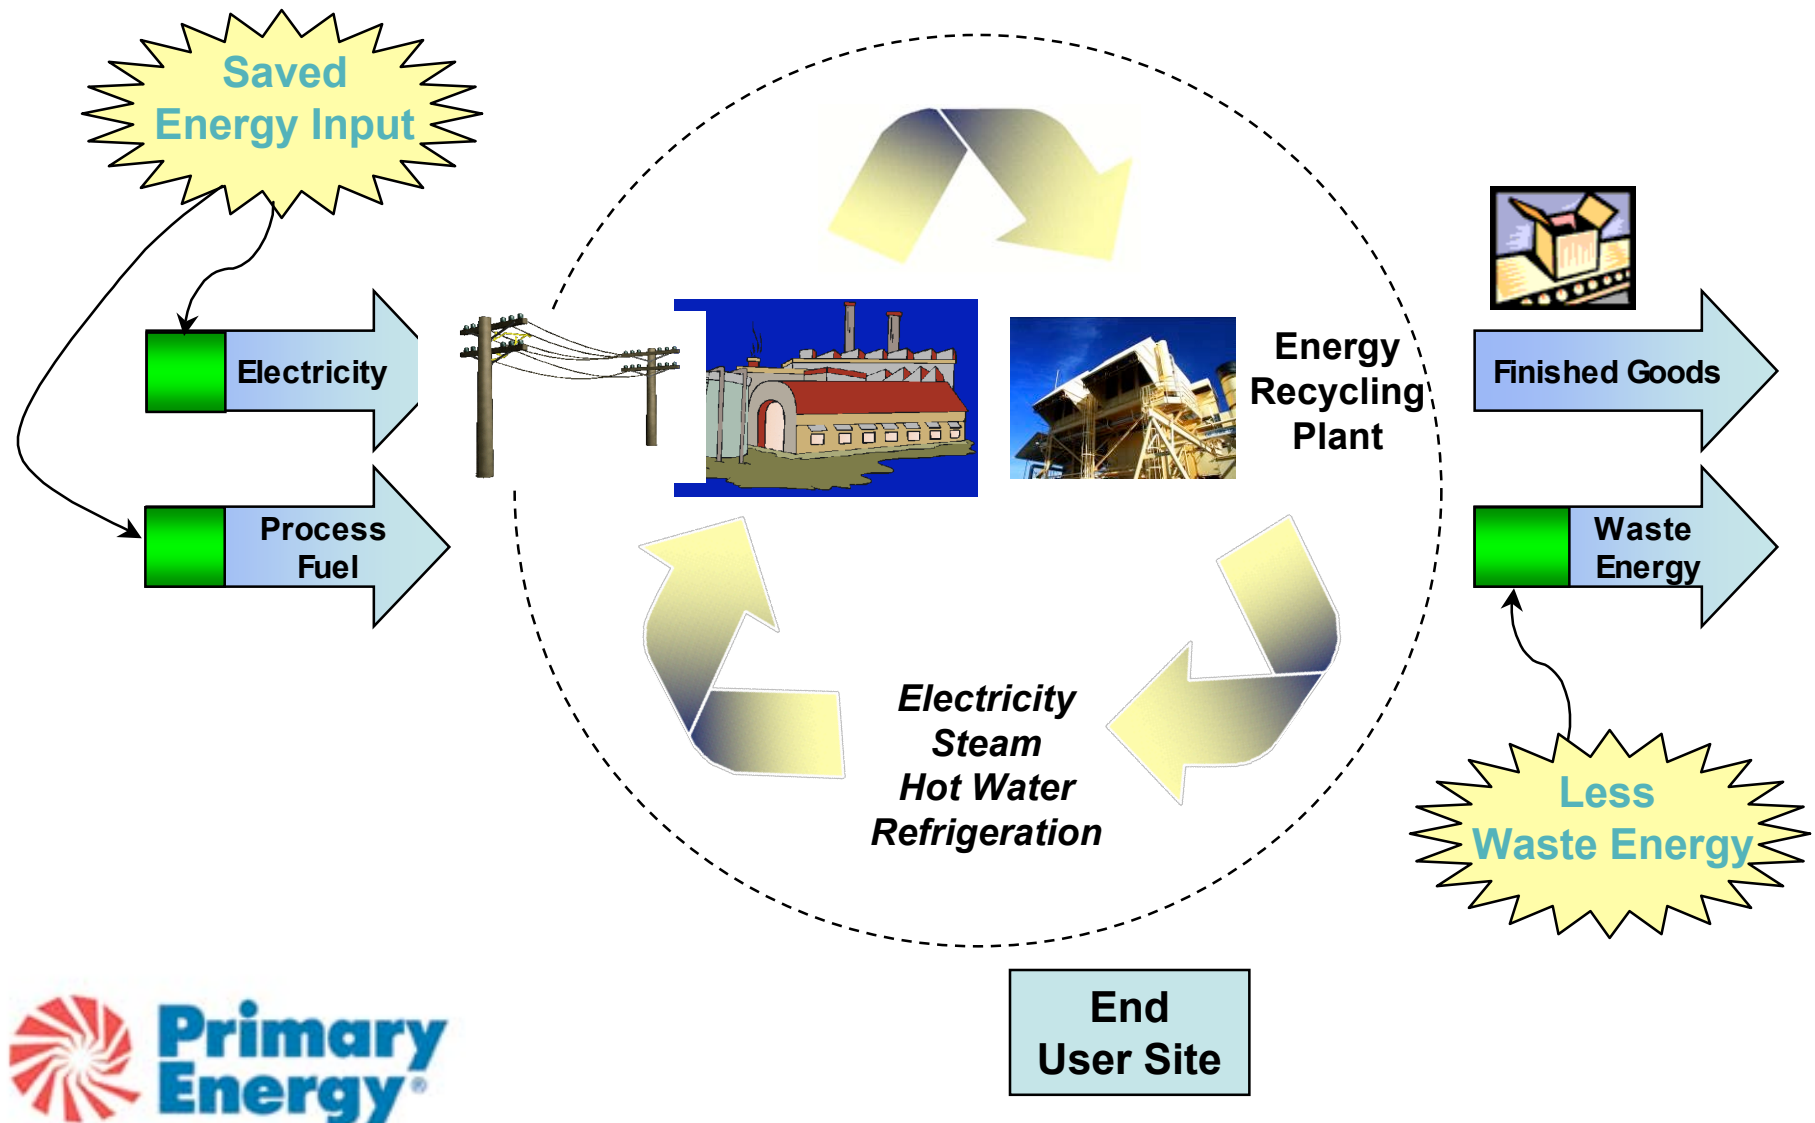 Saved
Energy Input
Electricity
Process
Fuel
Energy
Recycling
Plant
Electricity
Steam
Hot Water
Refrigeration
Finished Goods
Waste
Energy
Less
Waste Energy
End
User Site
Primary
Energy®